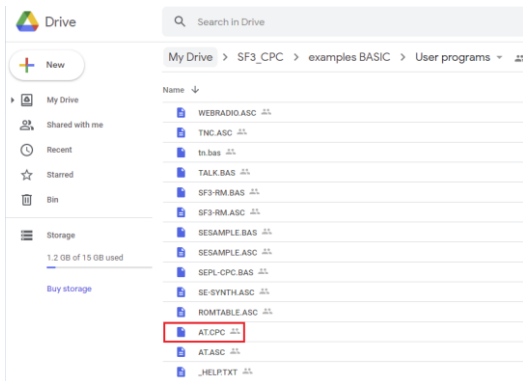 Drive
Search in Drive
New
My Drive > SF3_CPC > examples BASIC > User programs
Name
My Drive
Shared with me
Recent
Starred
Bin
Storage
1.2 GB of 15 GB used
Buy storage
WEBRADIO.ASC
TNC.ASC
tn.bas
TALK.BAS
SF3-RM.BAS
SF3-RM.ASC
SESAMPLE.BAS
SESAMPLE.ASC
SEPL-CPC.BAS
SE-SYNTH.ASC
ROMTABLE.ASC
AT.CPC
AT.ASC
_HELP.TXT